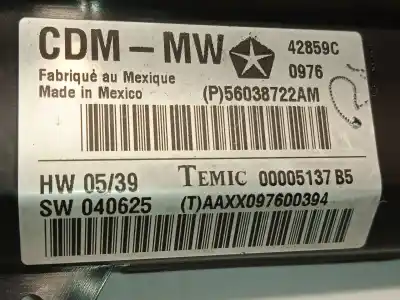 CDM-MW
42859C
0976
Fabriquè au Mexique
Made in Mexico
(P)56038722AM
HW 05/39 TEMIC 00005137 B5
SW 040625 (T)AAXX097600394